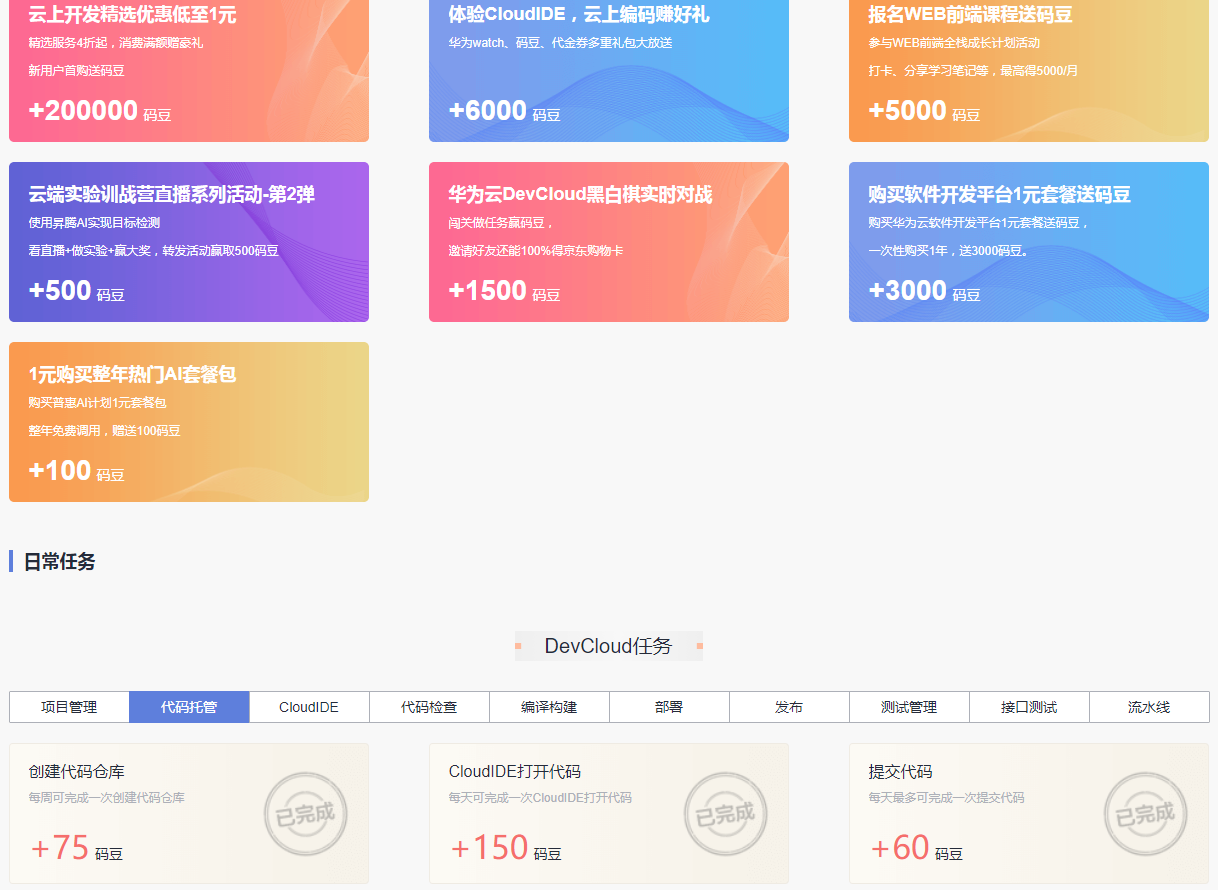 云上开发精选优惠低至1元
精选服务4折起，消费满额赠豪礼
新用户首购送码豆
+200000 码豆
体验CloudIDE，云上编码赚好礼
华为watch、码豆、代金券多重礼包大放送
+6000 码豆
报名WEB前端课程送码豆
参与WEB前端全栈成长计划活动
打卡、分享学习笔记等，最高得5000/月
+5000 码豆
云端实验训战营直播系列活动-第2弹
使用昇腾AI实现目标检测
看直播+做实验+赢大奖，转发活动赢取500码豆
+500 码豆
华为云DevCloud黑白棋实时对战
闯关做任务赢码豆，
邀请好友还能100%得京东购物卡
+1500 码豆
购买软件开发平台1元套餐送码豆
购买华为云软件开发平台1元套餐送码豆，
一次性购买1年，送3000码豆。
+3000 码豆
1元购买整年热门AI套餐包
购买普惠AI计划1元套餐包
整年免费调用，赠送100码豆
+100 码豆
日常任务
DevCloud任务
项目管理 代码托管 CloudIDE 代码检查 编译构建 部署 发布 测试管理 接口测试 流水线
创建代码仓库
每周可完成一次创建代码仓库
+75 码豆
已完成
CloudIDE打开代码
每天可完成一次CloudIDE打开代码
+150 码豆
已完成
提交代码
每天最多可完成一次提交代码
+60 码豆
已完成